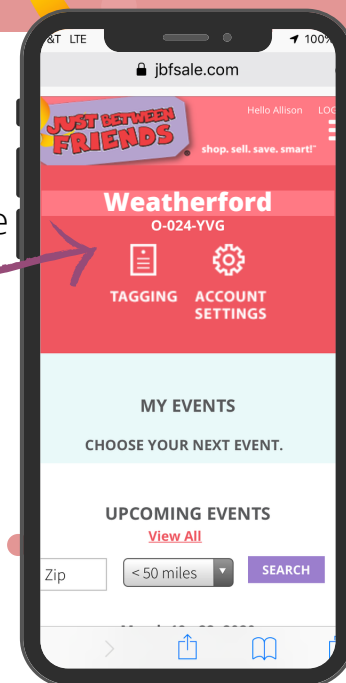 &T LTE
100%
jbfsale.com
Hello Allison LOG
JUST BETWEEN
FRIENDS
shop. sell. save. smart!
Weatherford
O-024-YVG
TAGGING ACCOUNT
SETTINGS
MY EVENTS
CHOOSE YOUR NEXT EVENT.
UPCOMING EVENTS
View All
Zip
< 50 miles
SEARCH
e